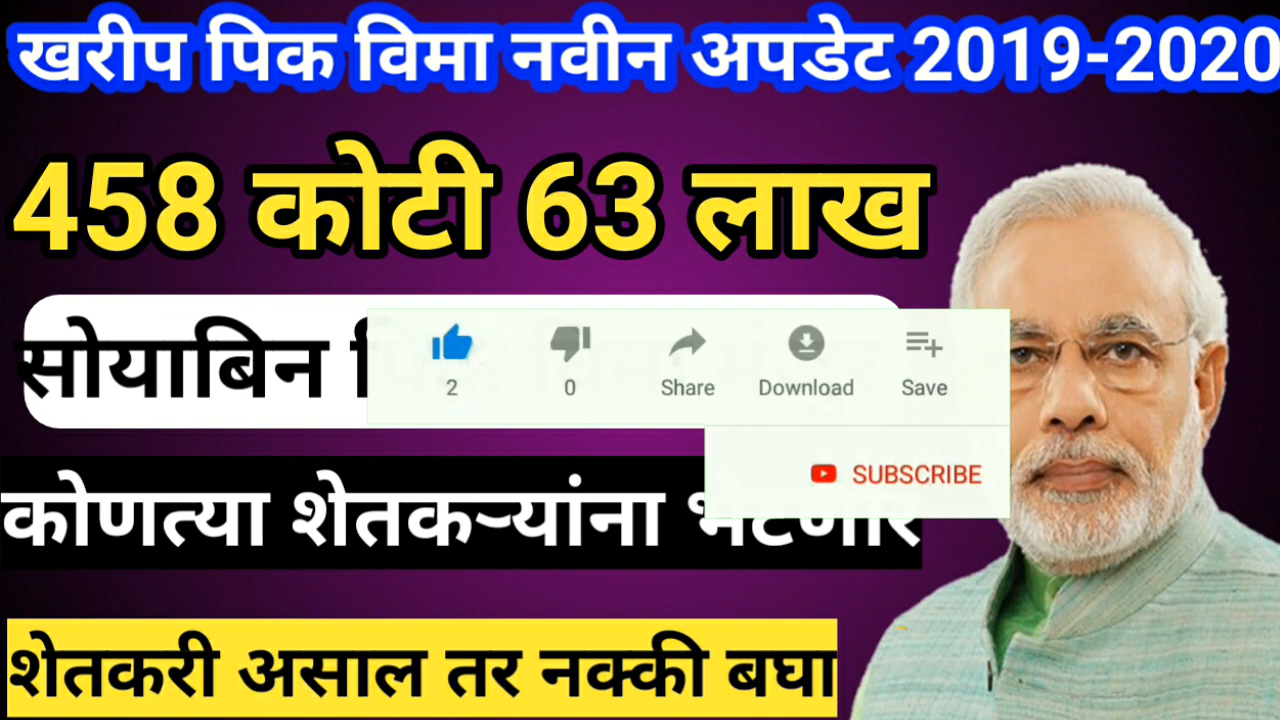 खरीप पिक विमा नवीन अपडेट 2019-2020
458 कोटी 63 लाख
सोयाबिन
2 0 Share Download Save
SUBSCRIBE
कोणत्या शेतकऱ्यांना भेटणार
शेतकरी असाल तर नक्की बघा